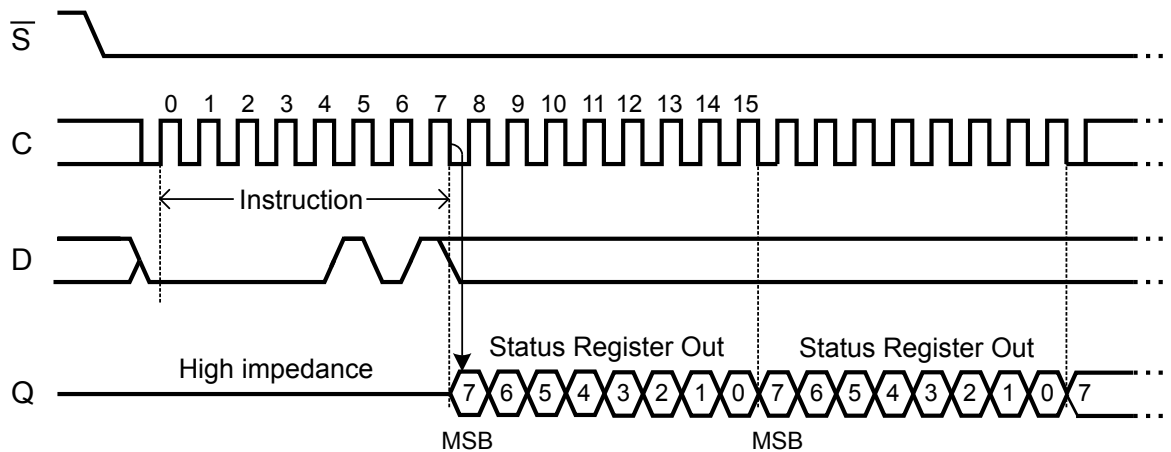 S̅
0 1 2 3 4 5 6 7 8 9 10 11 12 13 14 15
C
Instruction
D
Status Register Out Status Register Out
High impedance
Q 7 6 5 4 3 2 1 0 7 6 5 4 3 2 1 0 7
MSB MSB